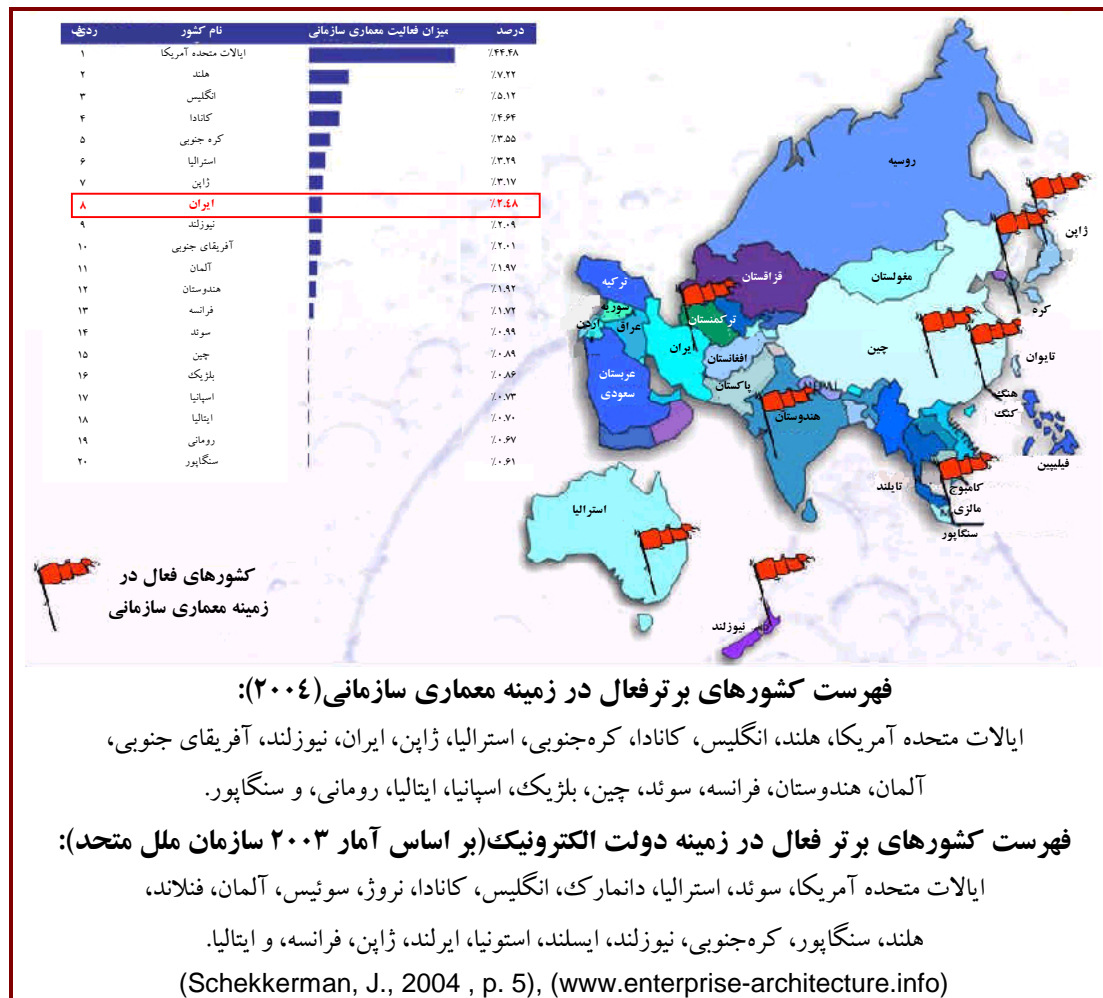 ردیف نام کشور میزان فعالیت معماری سازمانی درصد
۱ ایالات متحده آمریکا ٪۴۴.۴۸
۲ هلند ٪۷.۲۲
۳ انگلیس ٪۵.۱۲
۴ کانادا ٪۴.۶۴
۵ کره جنوبی ٪۳.۵۵
۶ استرالیا ٪۳.۲۹
۷ ژاپن ٪۳.۱۷
۸ ایران ٪۲.٤۸
۹ نیوزلند ٪۲.۰۹
۱۰ آفریقای جنوبی ٪۲.۰۱
۱۱ آلمان ٪۱.۹۷
۱۲ هندوستان ٪۱.۹۲
۱۳ فرانسه ٪۱.۷۲
۱۴ سوئد ٪۰.۹۹
۱۵ چین ٪۰.۸۹
۱۶ بلژیک ٪۰.۸۶
۱۷ اسپانیا ٪۰.۷۳
۱۸ ایتالیا ٪۰.۷۰
۱۹ رومانی ٪۰.۶۷
۲۰ سنگاپور ٪۰.۶۱
روسیه
ژاپن
قزاقستان
مغولستان
ترکیه
سوریه
اردن
عراق
ترکمنستان
ایران
افغانستان
چین
کره
تایوان
عربستان
سعودی
پاکستان
NEPAL
هندوستان
هنگ
کنگ
فیلیپین
تایلند
کامبوج
مالزی
سنگاپور
استرالیا
نیوزلند
کشورهای فعال در
زمینه معماری سازمانی
فهرست کشورهای برترفعال در زمینه معماری سازمانی(۲۰۰٤):
ایالات متحده آمریکا، هلند، انگلیس، کانادا، کره‌جنوبی، استرالیا، ژاپن، ایران، نیوزلند، آفریقای جنوبی،
آلمان، هندوستان، فرانسه، سوئد، چین، بلژیک، اسپانیا، ایتالیا، رومانی، و سنگاپور.
فهرست کشورهای برتر فعال در زمینه دولت الکترونیک(بر اساس آمار ۲۰۰۳ سازمان ملل متحد):
ایالات متحده آمریکا، سوئد، استرالیا، دانمارک، انگلیس، کانادا، نروژ، سوئیس، آلمان، فنلاند،
هلند، سنگاپور، کره‌جنوبی، نیوزلند، ایسلند، استونیا، ایرلند، ژاپن، فرانسه، و ایتالیا.
(Schekkerman, J., 2004 , p. 5), (www.enterprise-architecture.info)